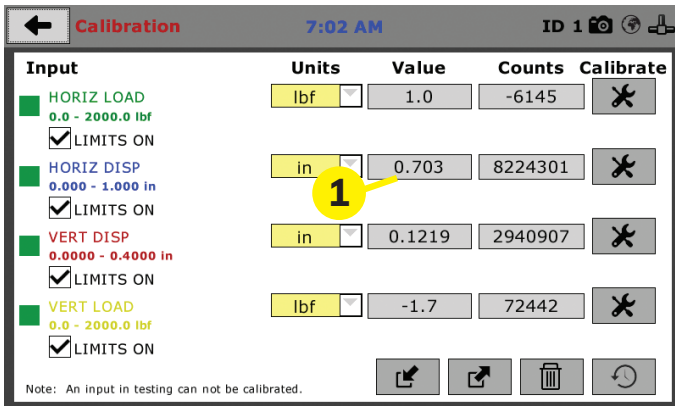 Calibration 7:02 AM ID 1
Input Units Value Counts Calibrate
HORIZ LOAD lbf 1.0 -6145
0.0 - 2000.0 lbf
LIMITS ON
HORIZ DISP in 0.703 8224301
0.000 - 1.000 in
1
LIMITS ON
VERT DISP in 0.1219 2940907
0.0000 - 0.4000 in
LIMITS ON
VERT LOAD lbf -1.7 72442
0.0 - 2000.0 lbf
LIMITS ON
Note: An input in testing can not be calibrated.